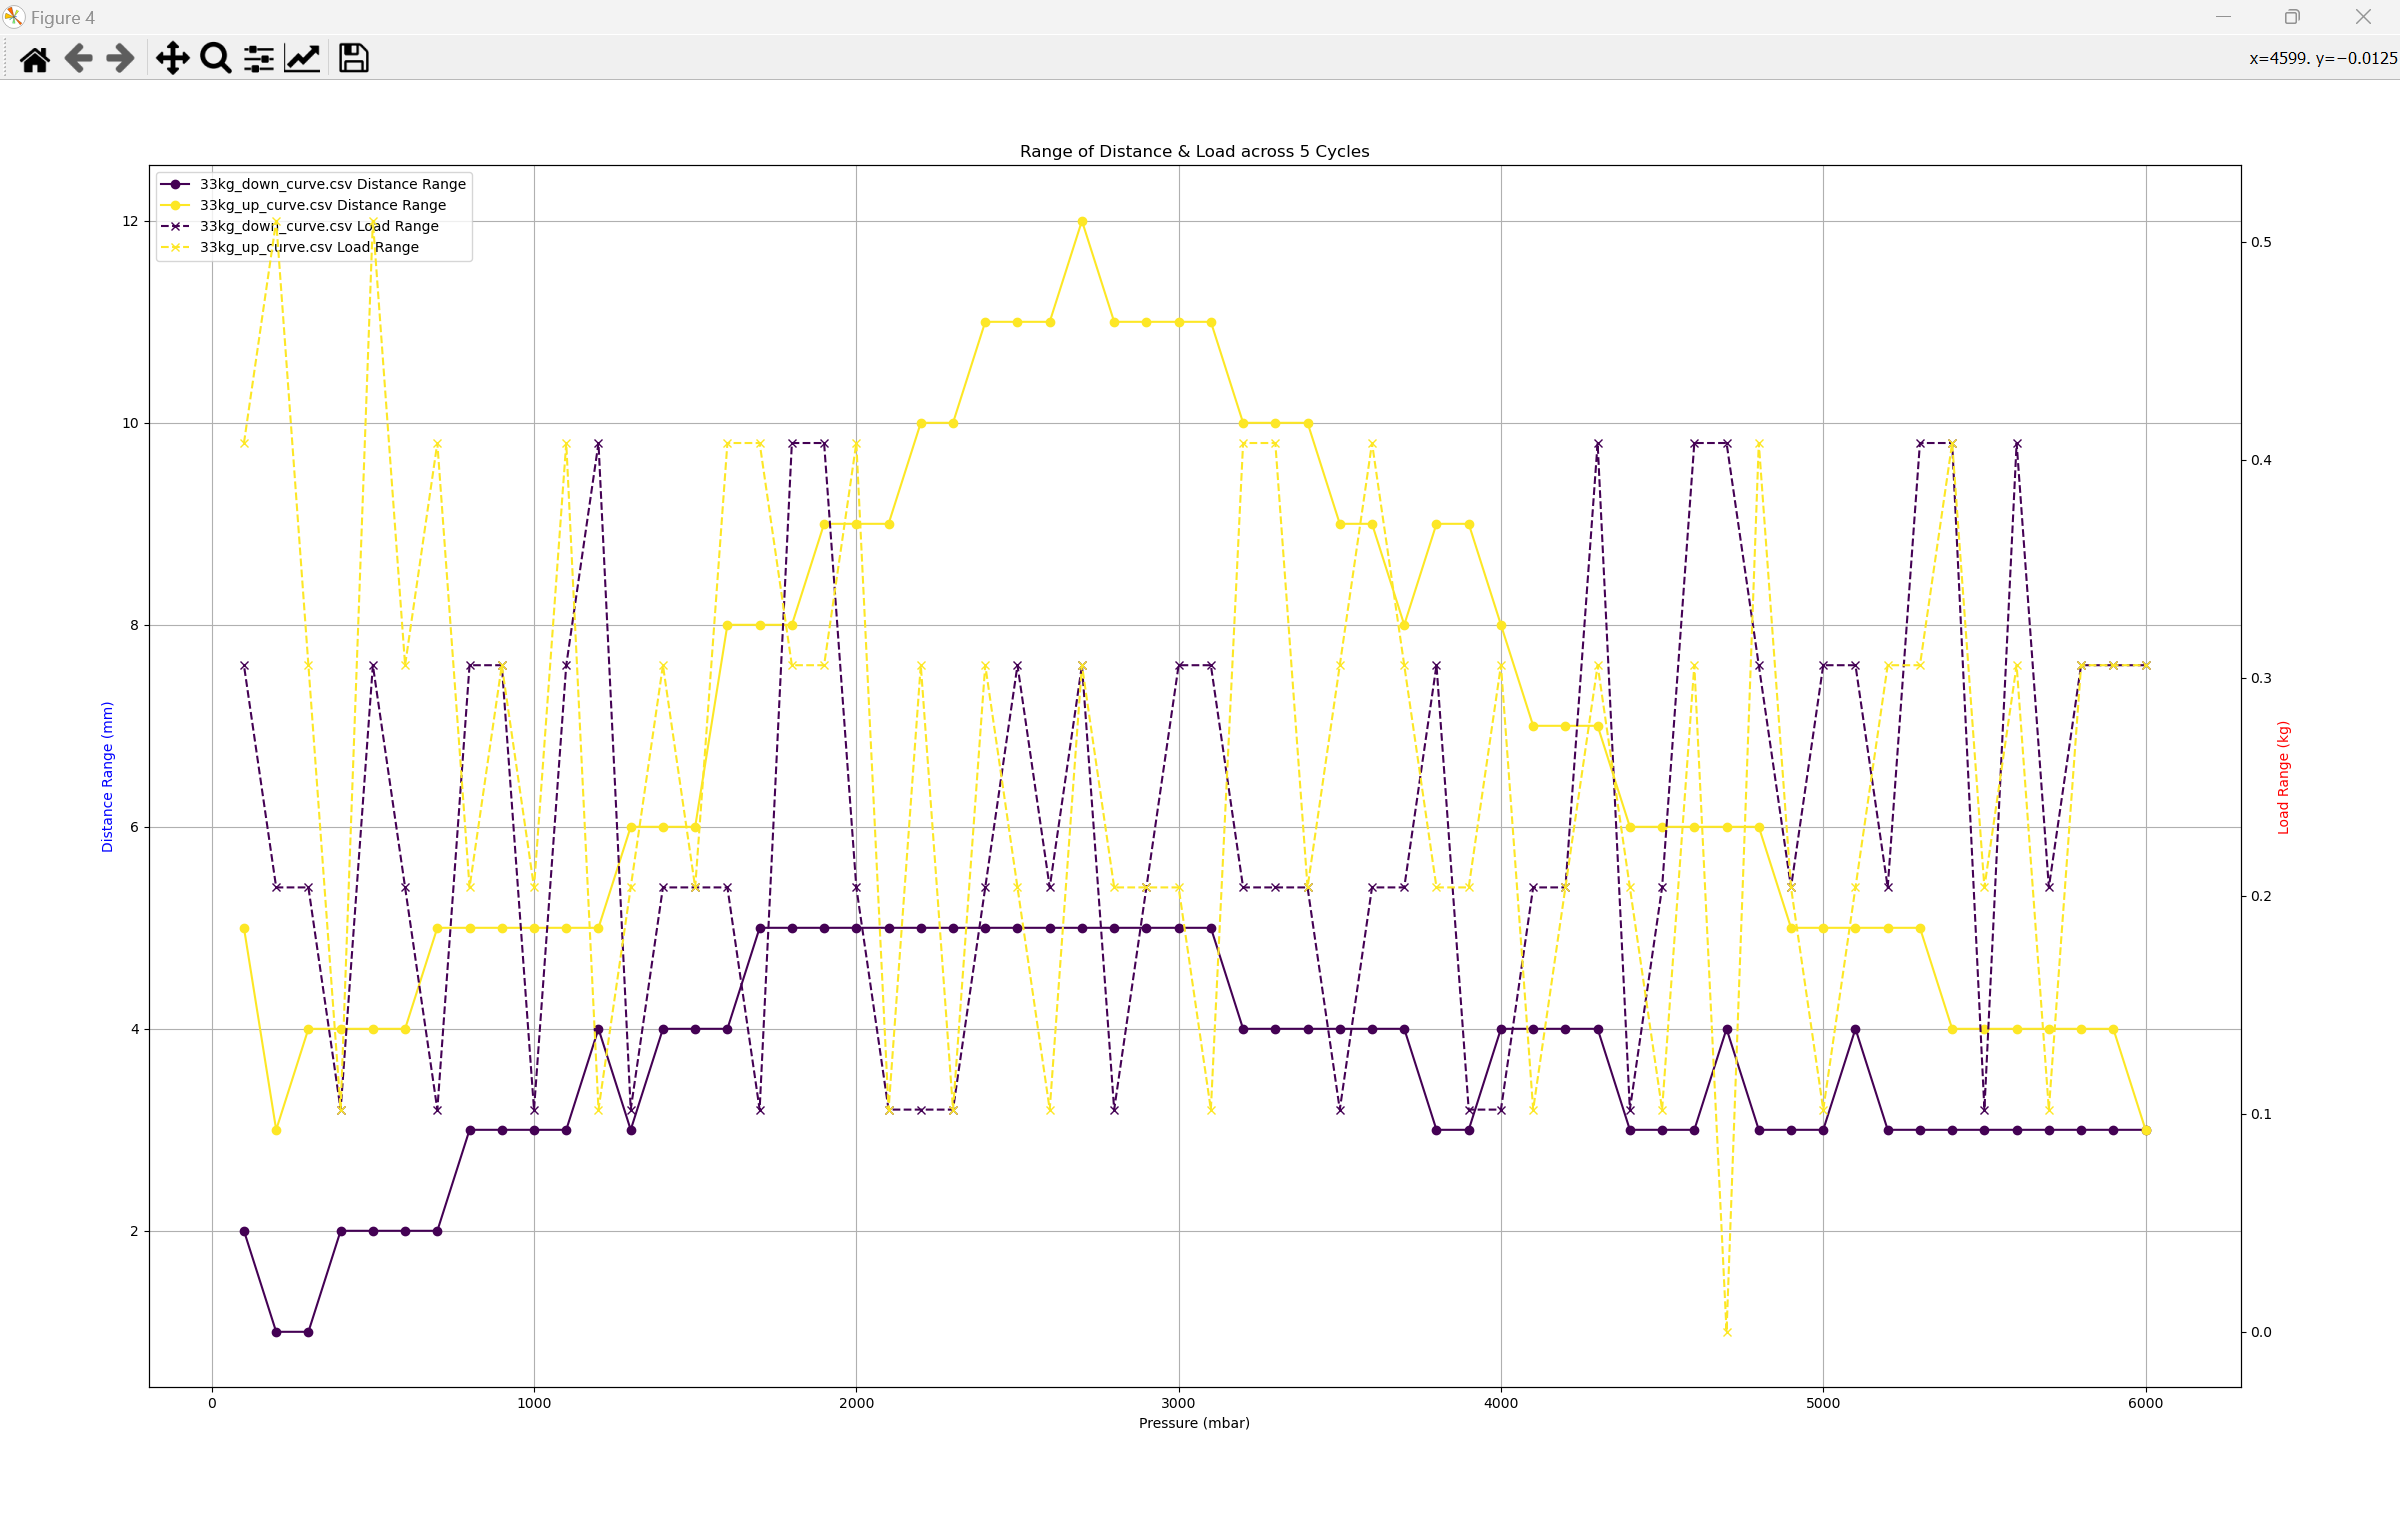 Figure 4
x=4599. y=−0.0125
Range of Distance & Load across 5 Cycles
33kg_down_curve.csv Distance Range
33kg_up_curve.csv Distance Range
33kg_down_curve.csv Load Range
33kg_up_curve.csv Load Range
12
10
8
6
4
2
Distance Range (mm)
0.5
0.4
0.3
0.2
0.1
0.0
Load Range (kg)
0 1000 2000 3000 4000 5000 6000
Pressure (mbar)